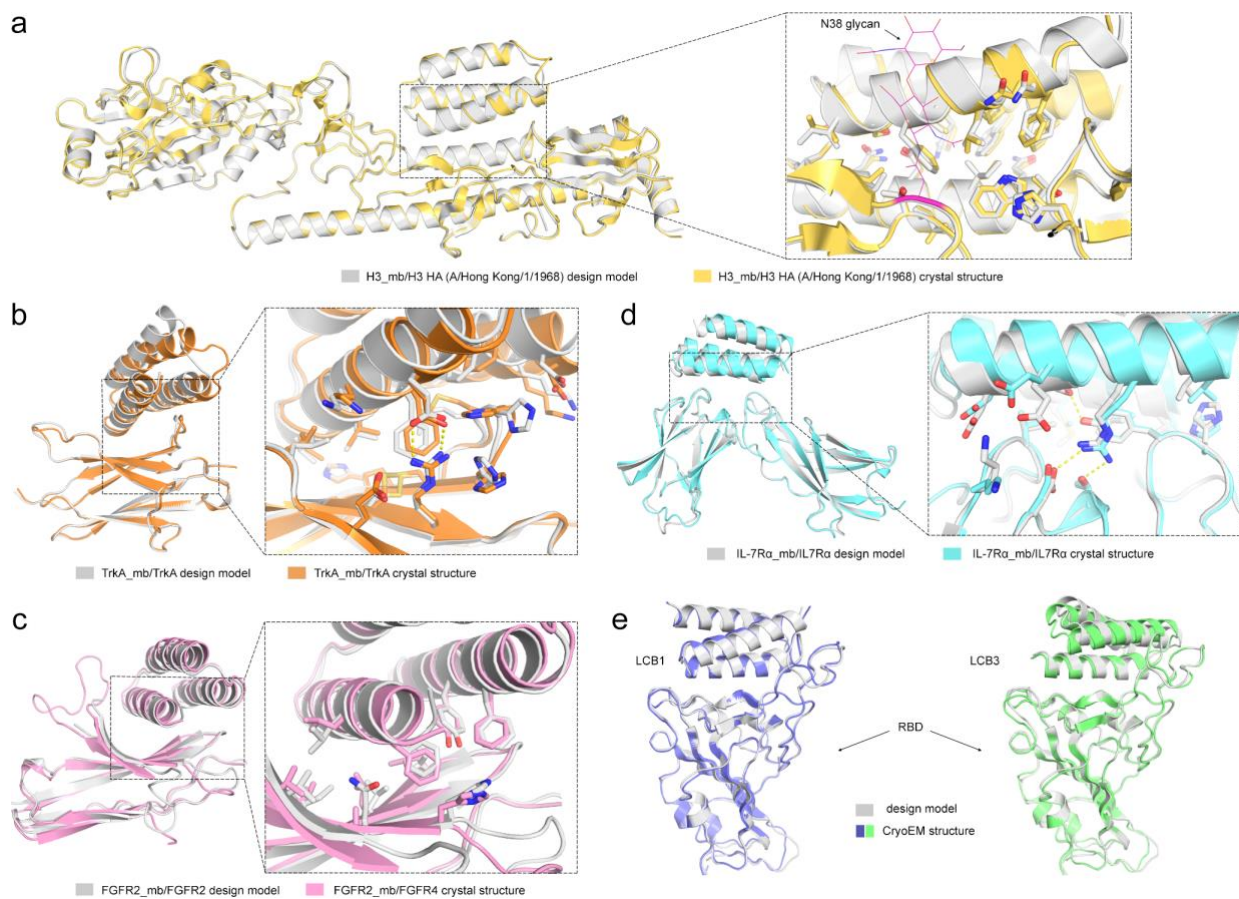 a
N38 glycan
H3_mb/H3 HA (A/Hong Kong/1/1968) design model
H3_mb/H3 HA (A/Hong Kong/1/1968) crystal structure
b
TrkA_mb/TrkA design model
TrkA_mb/TrkA crystal structure
d
IL-7Rα_mb/IL7Rα design model
IL-7Rα_mb/IL7Rα crystal structure
c
FGFR2_mb/FGFR2 design model
FGFR2_mb/FGFR4 crystal structure
e
LCB1
LCB3
RBD
design model
CryoEM structure